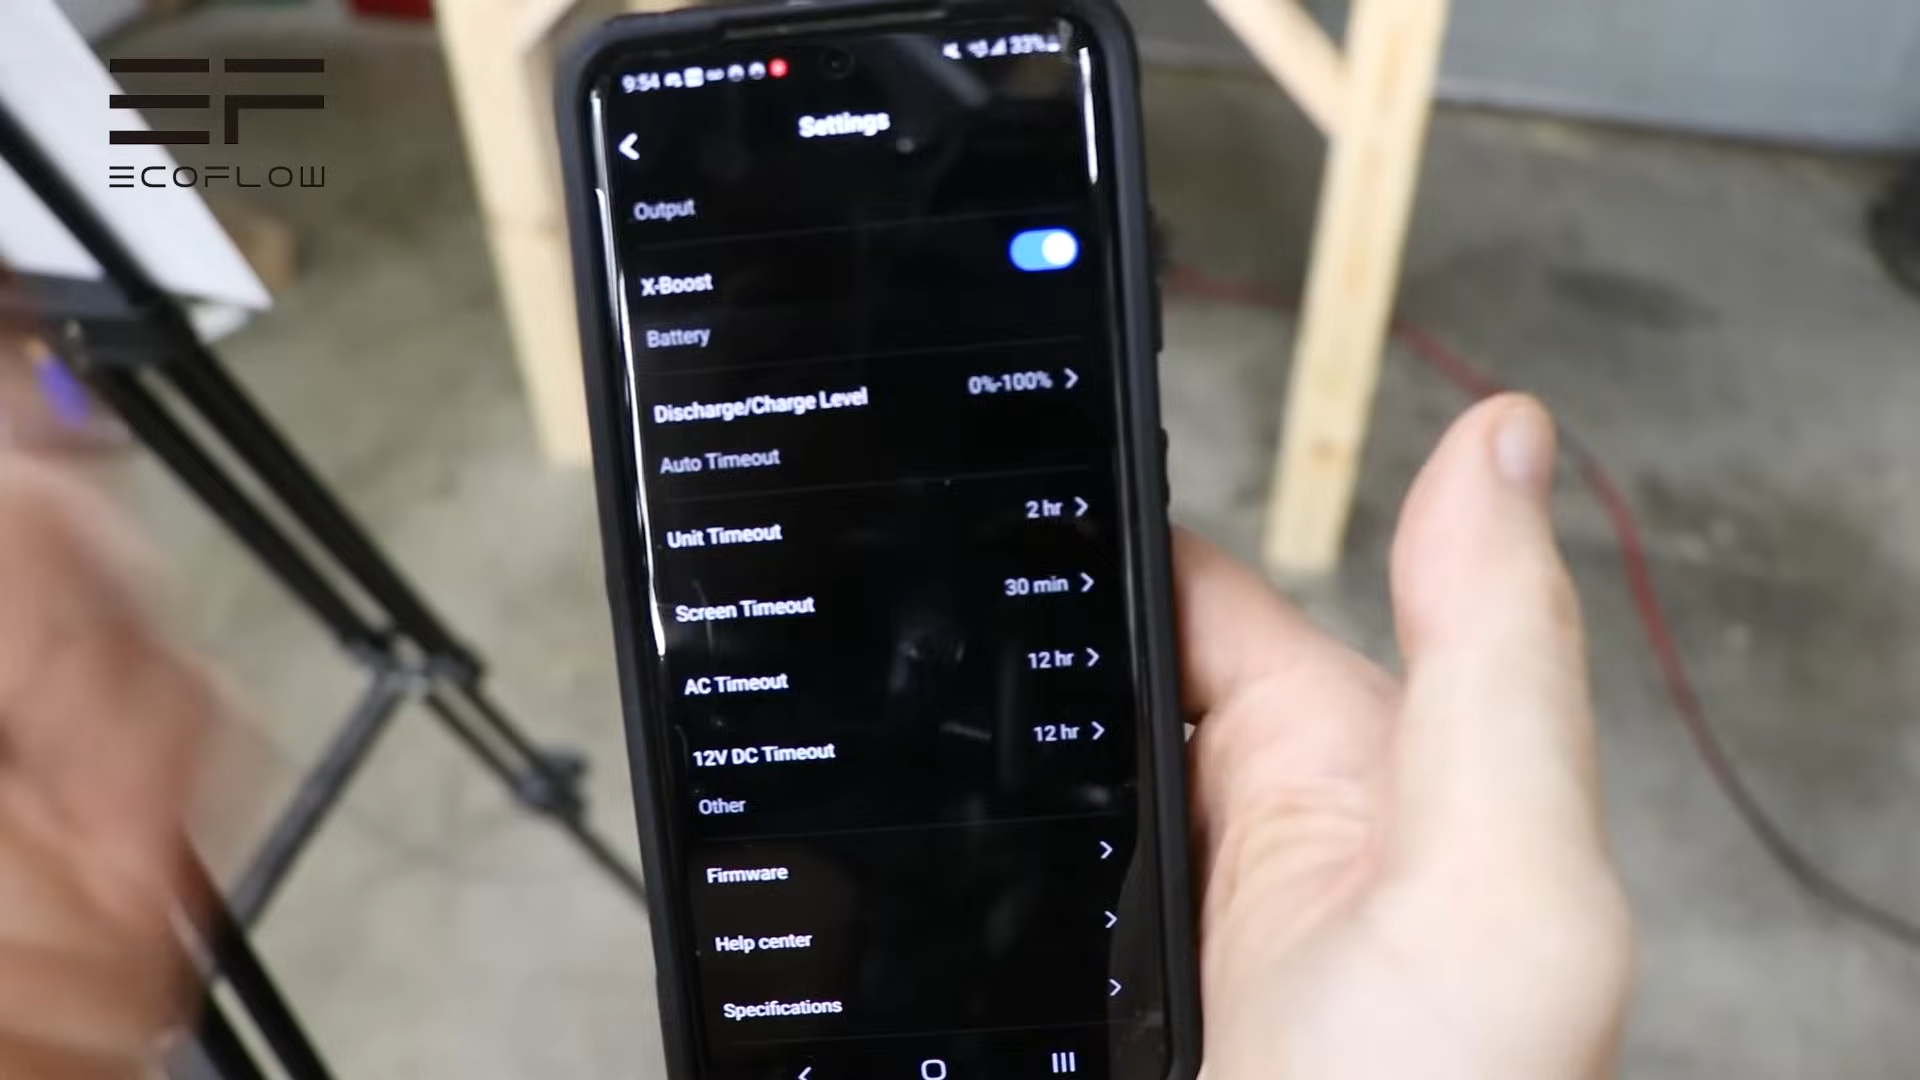 EF
ECOFLOW
9:54
33%
Settings
Output
X-Boost
Battery
Discharge/Charge Level 0%-100%
Auto Timeout
Unit Timeout 2 hr
Screen Timeout 30 min
AC Timeout 12 hr
12V DC Timeout 12 hr
Other
Firmware
Help center
Specifications